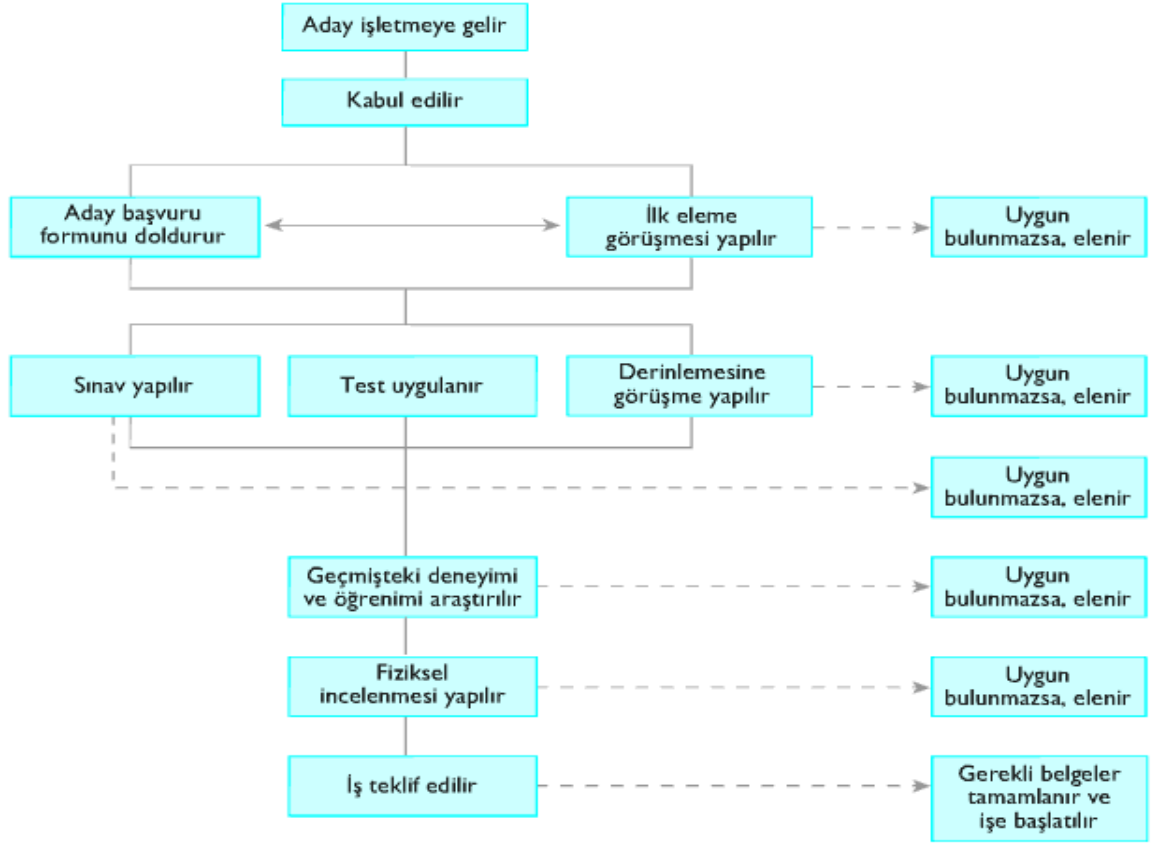 Aday işletmeye gelir
Kabul edilir
Aday başvuru
formunu doldurur
İlk eleme
görüşmesi yapılır
Uygun
bulunmazsa, elenir
Sınav yapılır
Test uygulanır
Derinlemesine
görüşme yapılır
Uygun
bulunmazsa, elenir
Uygun
bulunmazsa, elenir
Geçmişteki deneyimi
ve öğrenimi araştırılır
Uygun
bulunmazsa, elenir
Fiziksel
incelenmesi yapılır
Uygun
bulunmazsa, elenir
İş teklif edilir
Gerekli belgeler
tamamlanır ve
işe başlatılır